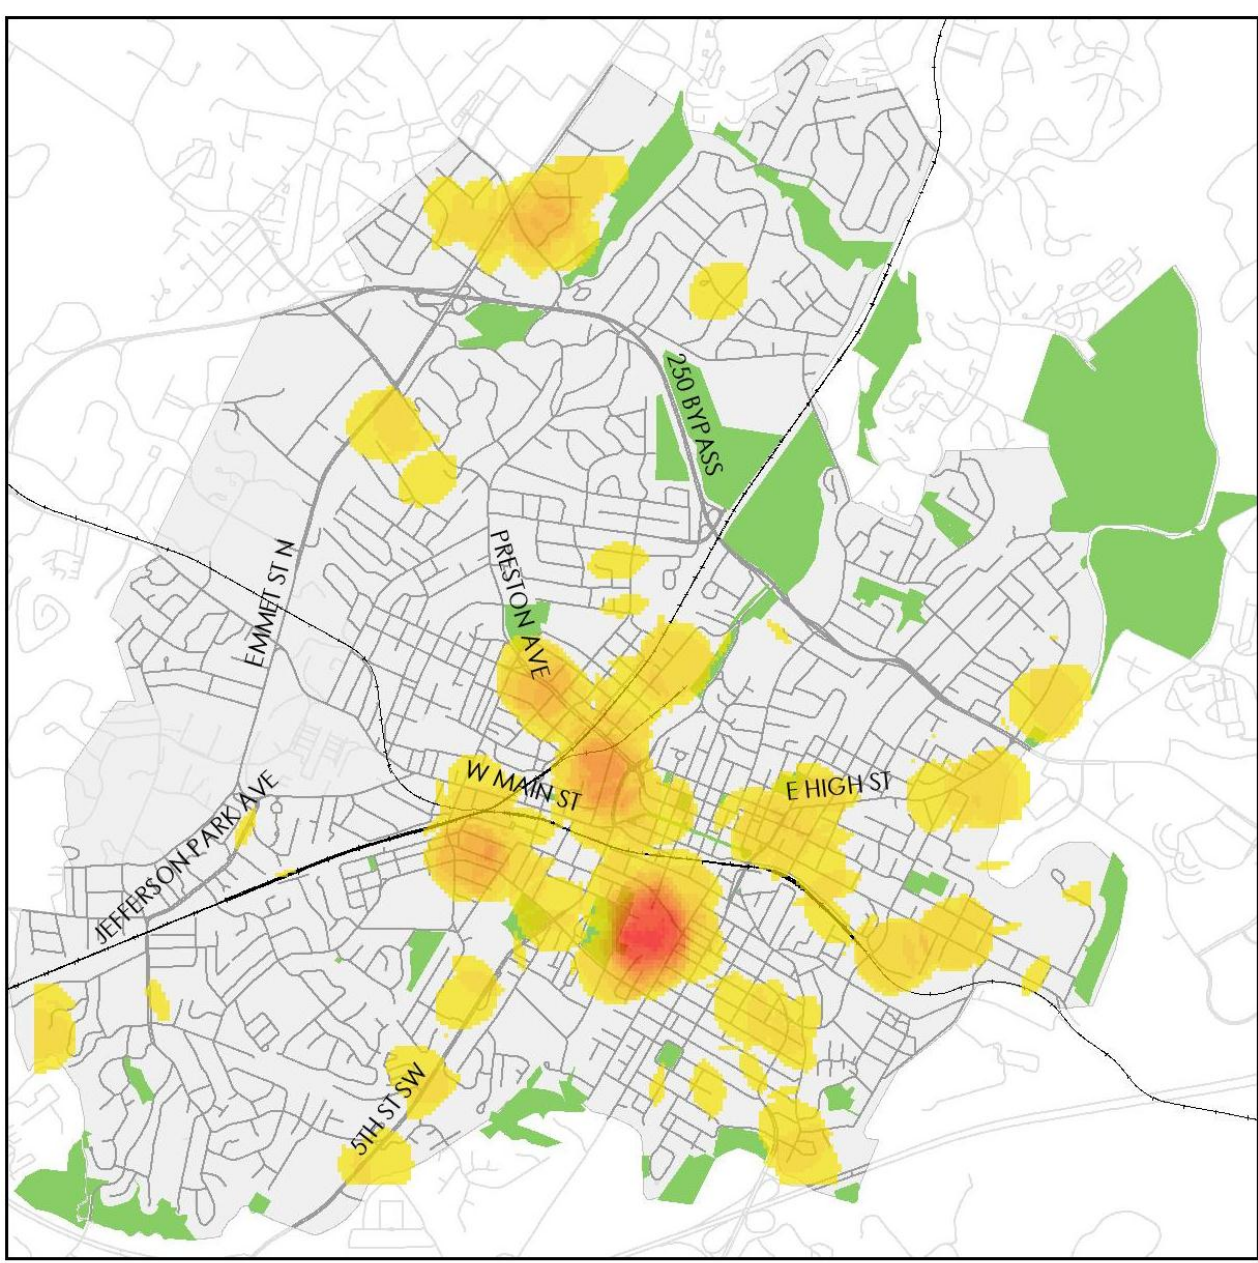 250 BYPASS
PRESTON AVE
EMMET ST N
W MAIN ST
E HIGH ST
JEFFERSON PARK AVE
5TH ST SW